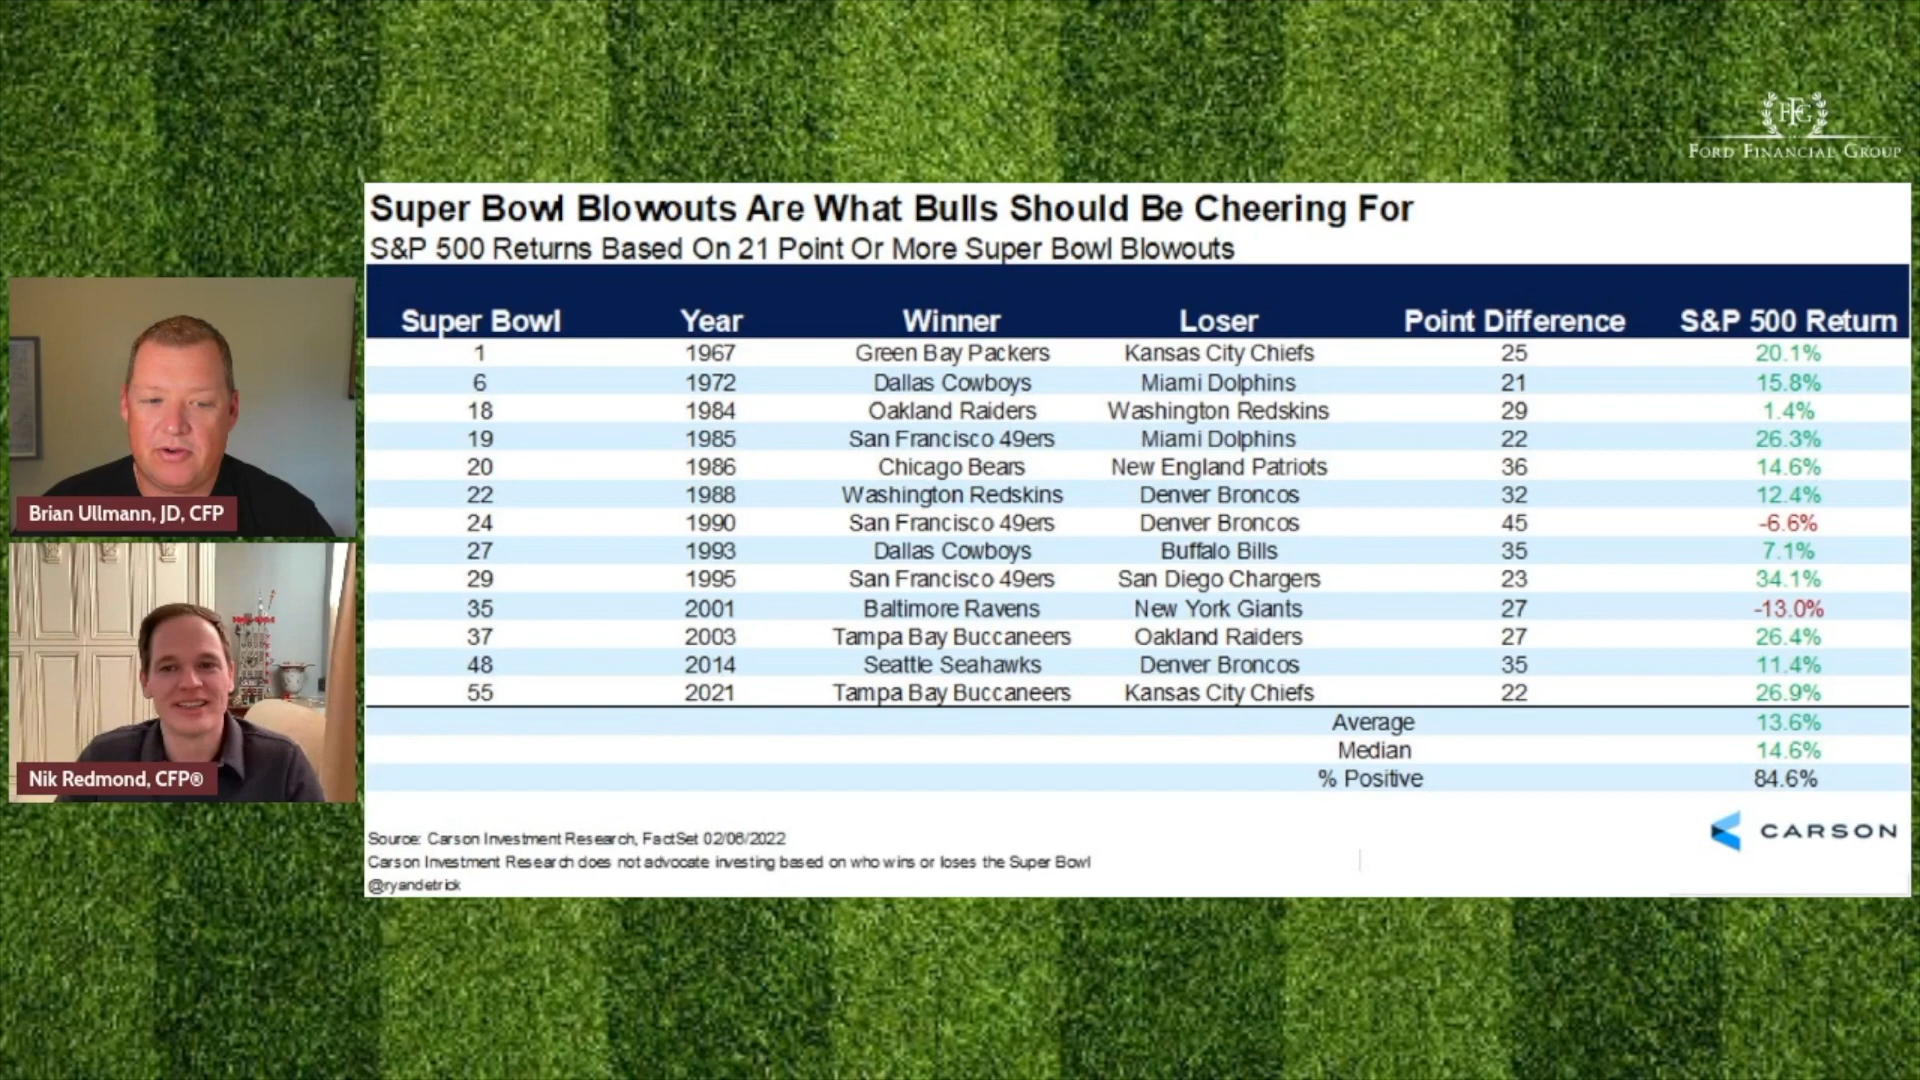 FFG
FORD FINANCIAL GROUP
Super Bowl Blowouts Are What Bulls Should Be Cheering For
S&P 500 Returns Based On 21 Point Or More Super Bowl Blowouts
Super Bowl Year Winner Loser Point Difference S&P 500 Return
1 1967 Green Bay Packers Kansas City Chiefs 25 20.1%
6 1972 Dallas Cowboys Miami Dolphins 21 15.8%
18 1984 Oakland Raiders Washington Redskins 29 1.4%
19 1985 San Francisco 49ers Miami Dolphins 22 26.3%
20 1986 Chicago Bears New England Patriots 36 14.6%
22 1988 Washington Redskins Denver Broncos 32 12.4%
24 1990 San Francisco 49ers Denver Broncos 45 -6.6%
27 1993 Dallas Cowboys Buffalo Bills 35 7.1%
29 1995 San Francisco 49ers San Diego Chargers 23 34.1%
35 2001 Baltimore Ravens New York Giants 27 -13.0%
37 2003 Tampa Bay Buccaneers Oakland Raiders 27 26.4%
48 2014 Seattle Seahawks Denver Broncos 35 11.4%
55 2021 Tampa Bay Buccaneers Kansas City Chiefs 22 26.9%
Average 13.6%
Median 14.6%
% Positive 84.6%
Source: Carson Investment Research, FactSet 02/06/2022
Carson Investment Research does not advocate investing based on who wins or loses the Super Bowl
@ryandetrick
CARSON
Brian Ullmann, JD, CFP
Nik Redmond, CFP®